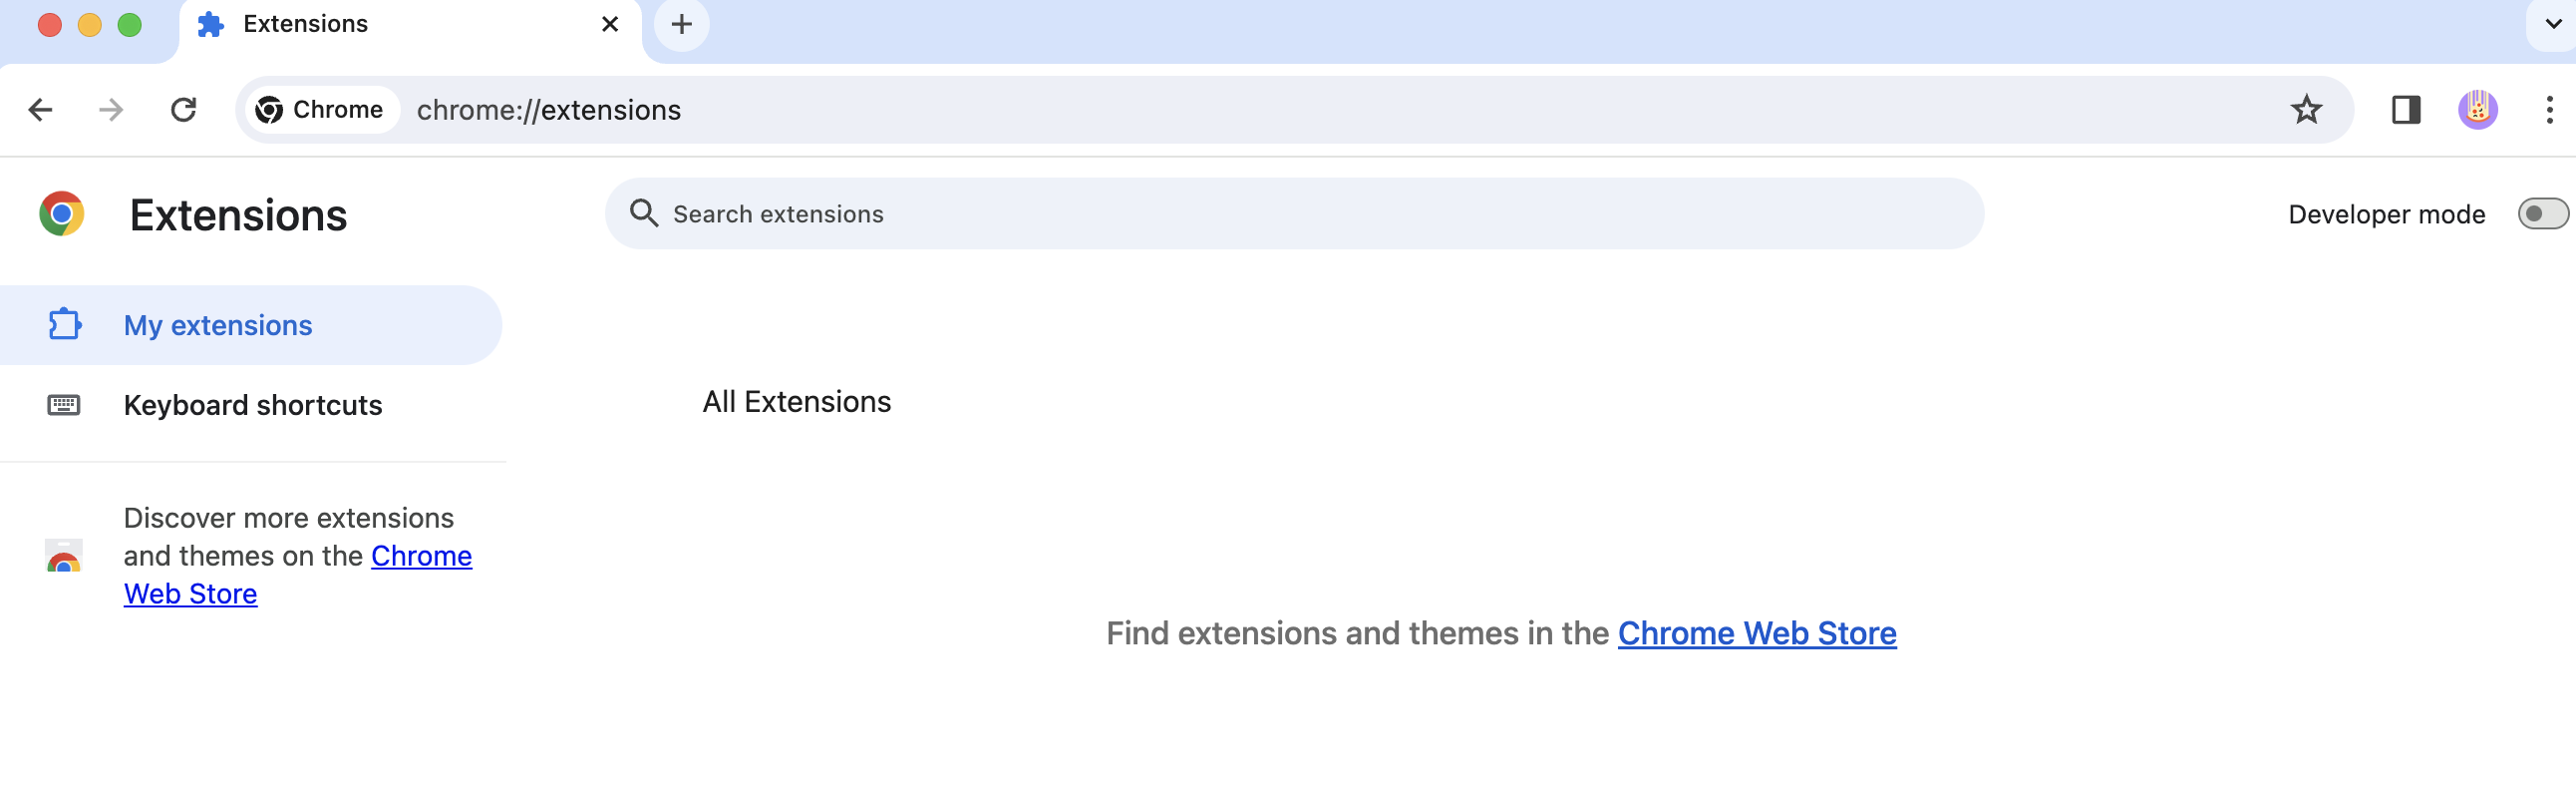 Extensions
Chrome
chrome://extensions
Extensions
Search extensions
Developer mode
My extensions
Keyboard shortcuts
All Extensions
Discover more extensions
and themes on the Chrome
Web Store
Find extensions and themes in the Chrome Web Store